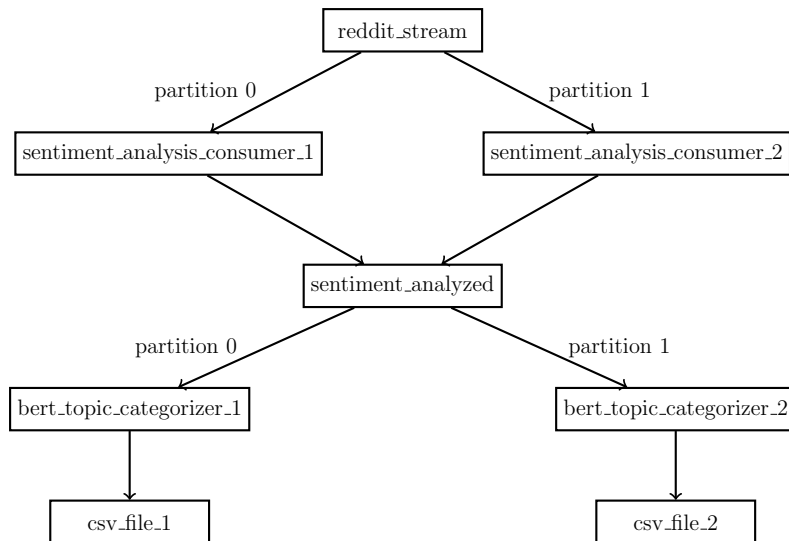 reddit_stream
partition 0
partition 1
sentiment_analysis_consumer_1
sentiment_analysis_consumer_2
sentiment_analyzed
partition 0
partition 1
bert_topic_categorizer_1
bert_topic_categorizer_2
csv_file_1
csv_file_2